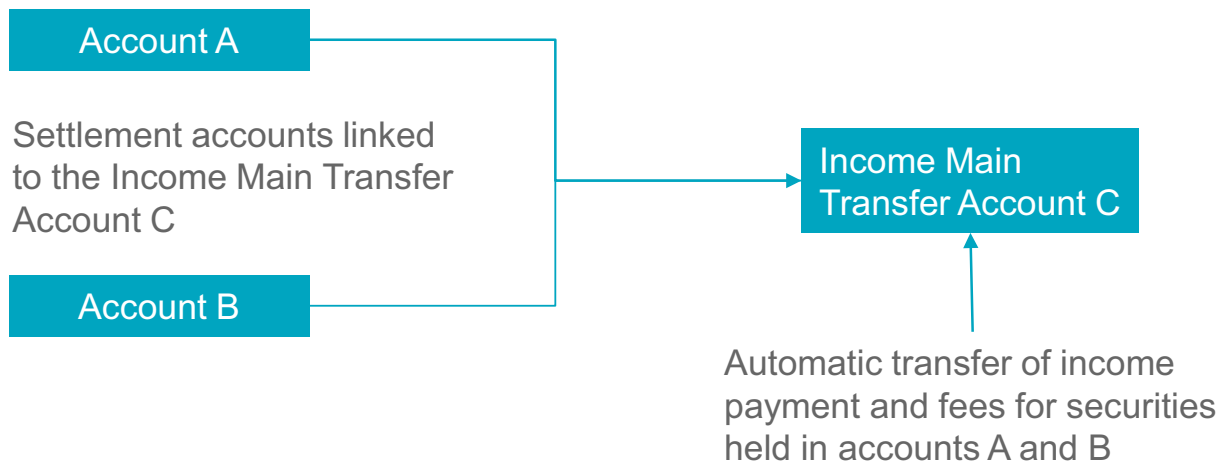 Account A
Settlement accounts linked
to the Income Main Transfer
Account C
Account B
Income Main
Transfer Account C
Automatic transfer of income
payment and fees for securities
held in accounts A and B